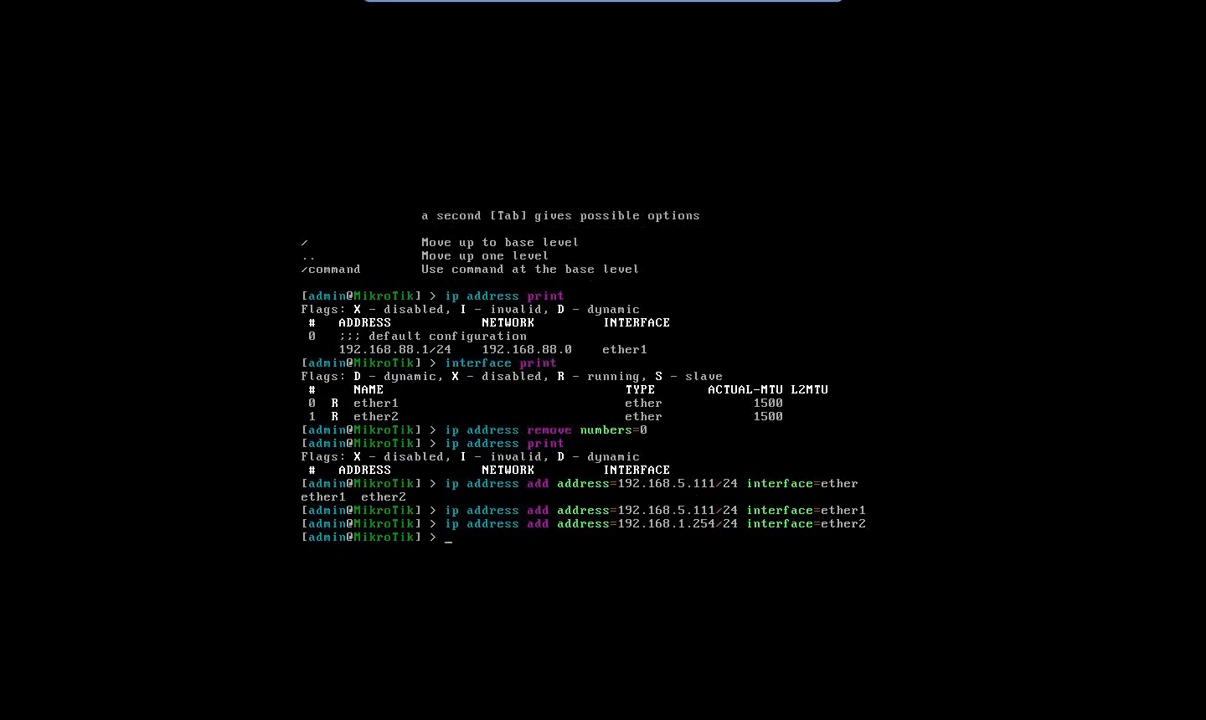 a second [Tab] gives possible options
/ Move up to base level
.. Move up one level
/command Use command at the base level
[admin@MikroTik] > ip address print
Flags: X - disabled, I - invalid, D - dynamic
# ADDRESS NETWORK INTERFACE
0 ;;; default configuration
192.168.88.1/24 192.168.88.0 ether1
[admin@MikroTik] > interface print
Flags: D - dynamic, X - disabled, R - running, S - slave
# NAME TYPE ACTUAL-MTU L2MTU
0 R ether1 ether 1500
1 R ether2 ether 1500
[admin@MikroTik] > ip address remove numbers=0
[admin@MikroTik] > ip address print
Flags: X - disabled, I - invalid, D - dynamic
# ADDRESS NETWORK INTERFACE
[admin@MikroTik] > ip address add address=192.168.5.111/24 interface=ether
ether1 ether2
[admin@MikroTik] > ip address add address=192.168.5.111/24 interface=ether1
[admin@MikroTik] > ip address add address=192.168.1.254/24 interface=ether2
[admin@MikroTik] > _